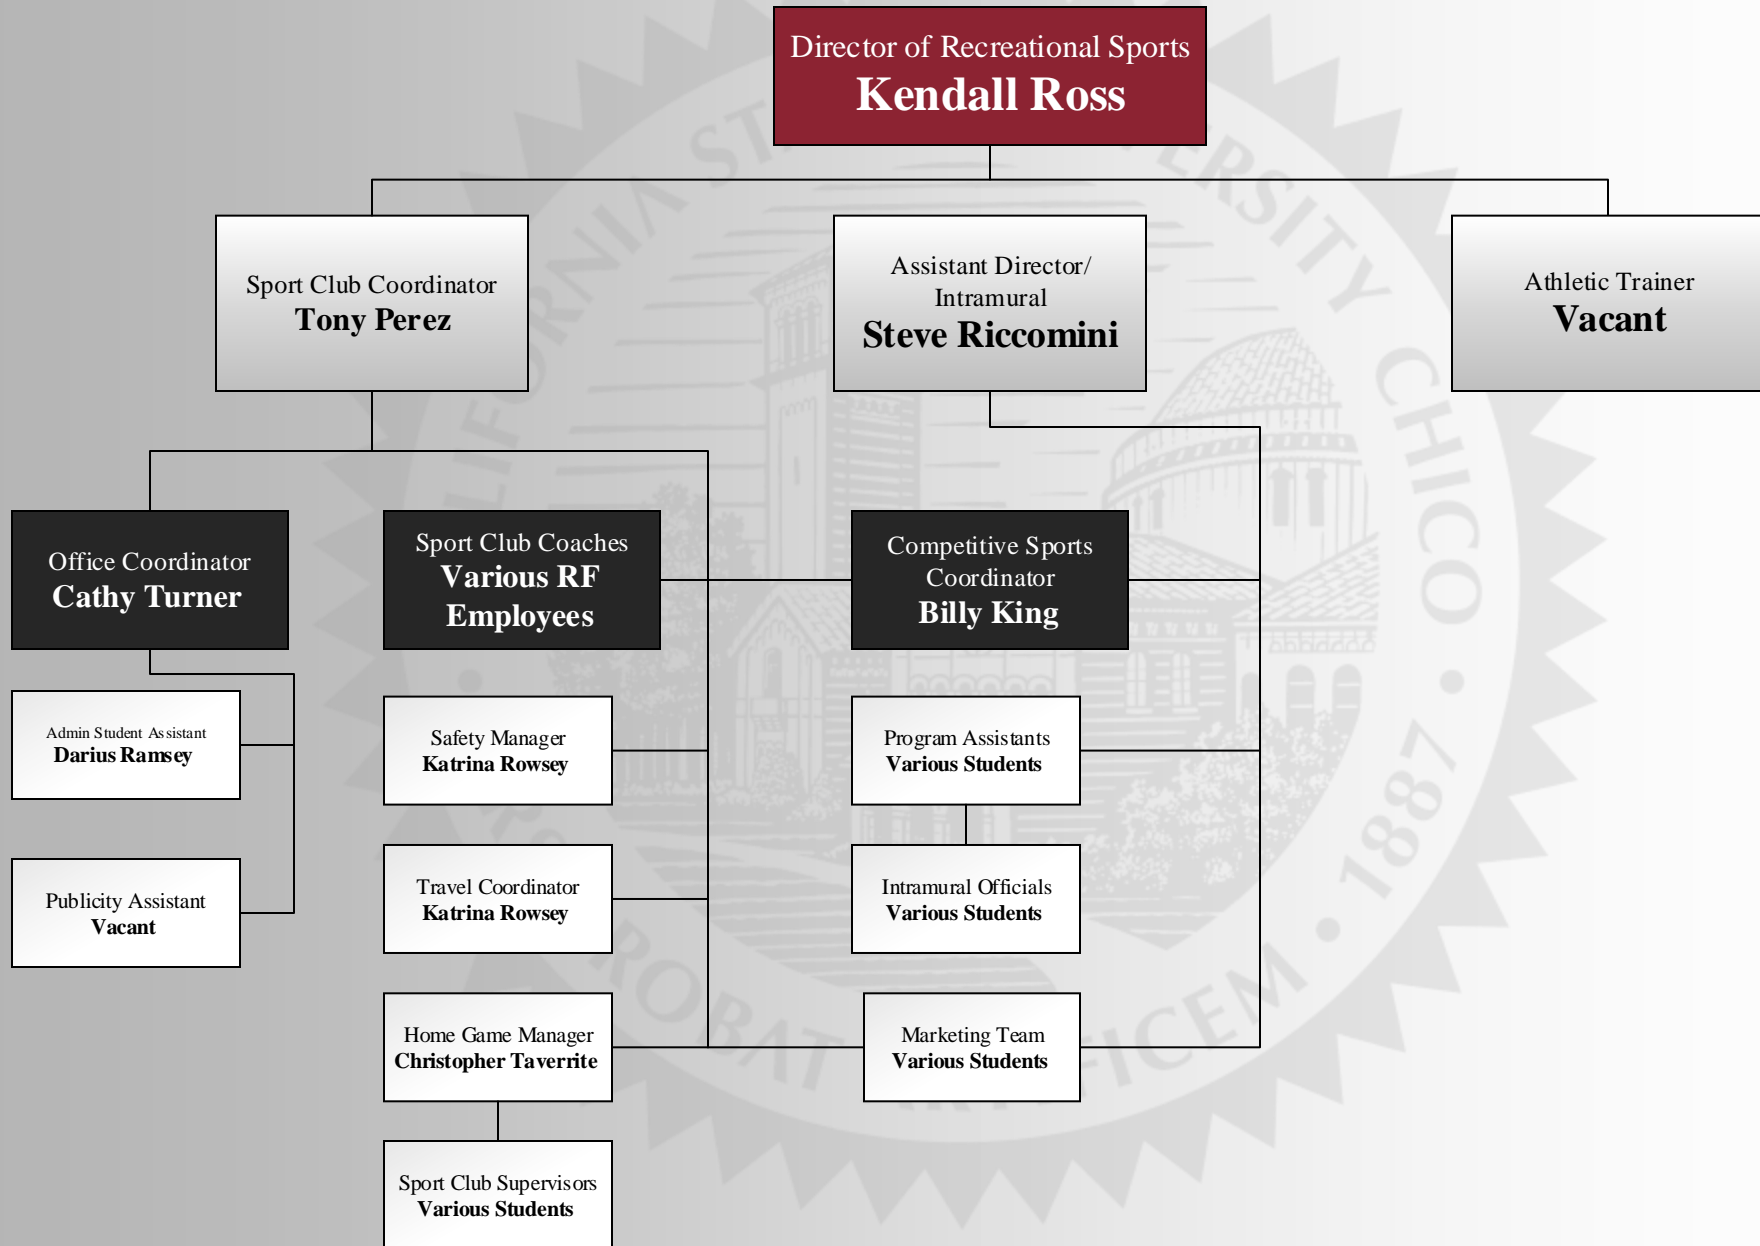 Director of Recreational Sports
Kendall Ross
Sport Club Coordinator
Tony Perez
Assistant Director/
Intramural
Steve Riccomini
Athletic Trainer
Vacant
Office Coordinator
Cathy Turner
Sport Club Coaches
Various RF
Employees
Competitive Sports
Coordinator
Billy King
Admin Student Assistant
Darius Ramsey
Safety Manager
Katrina Rowsey
Program Assistants
Various Students
Publicity Assistant
Vacant
Travel Coordinator
Katrina Rowsey
Intramural Officials
Various Students
Home Game Manager
Christopher Taverrite
Marketing Team
Various Students
Sport Club Supervisors
Various Students
CHICO • 1887 •